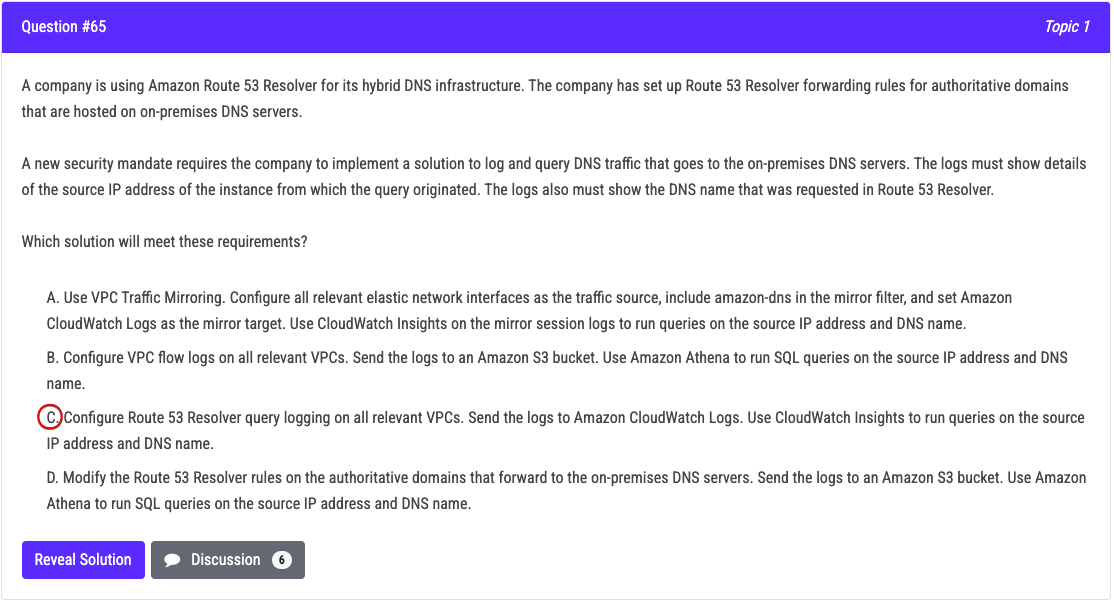 Question #65
Topic 1
A company is using Amazon Route 53 Resolver for its hybrid DNS infrastructure. The company has set up Route 53 Resolver forwarding rules for authoritative domains
that are hosted on on-premises DNS servers.
A new security mandate requires the company to implement a solution to log and query DNS traffic that goes to the on-premises DNS servers. The logs must show details
of the source IP address of the instance from which the query originated. The logs also must show the DNS name that was requested in Route 53 Resolver.
Which solution will meet these requirements?
A. Use VPC Traffic Mirroring. Configure all relevant elastic network interfaces as the traffic source, include amazon-dns in the mirror filter, and set Amazon
CloudWatch Logs as the mirror target. Use CloudWatch Insights on the mirror session logs to run queries on the source IP address and DNS name.
B. Configure VPC flow logs on all relevant VPCs. Send the logs to an Amazon S3 bucket. Use Amazon Athena to run SQL queries on the source IP address and DNS
name.
C. Configure Route 53 Resolver query logging on all relevant VPCs. Send the logs to Amazon CloudWatch Logs. Use CloudWatch Insights to run queries on the source
IP address and DNS name.
D. Modify the Route 53 Resolver rules on the authoritative domains that forward to the on-premises DNS servers. Send the logs to an Amazon S3 bucket. Use Amazon
Athena to run SQL queries on the source IP address and DNS name.
Reveal Solution
Discussion 6